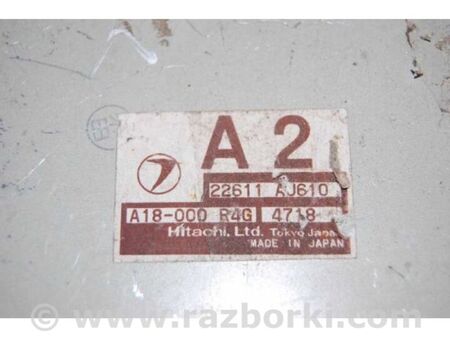 A 2
22611 AJ610
A18-000 R4G 4718
Hitachi, Ltd. Tokyo Japan
MADE IN JAPAN
© www.razborki.com